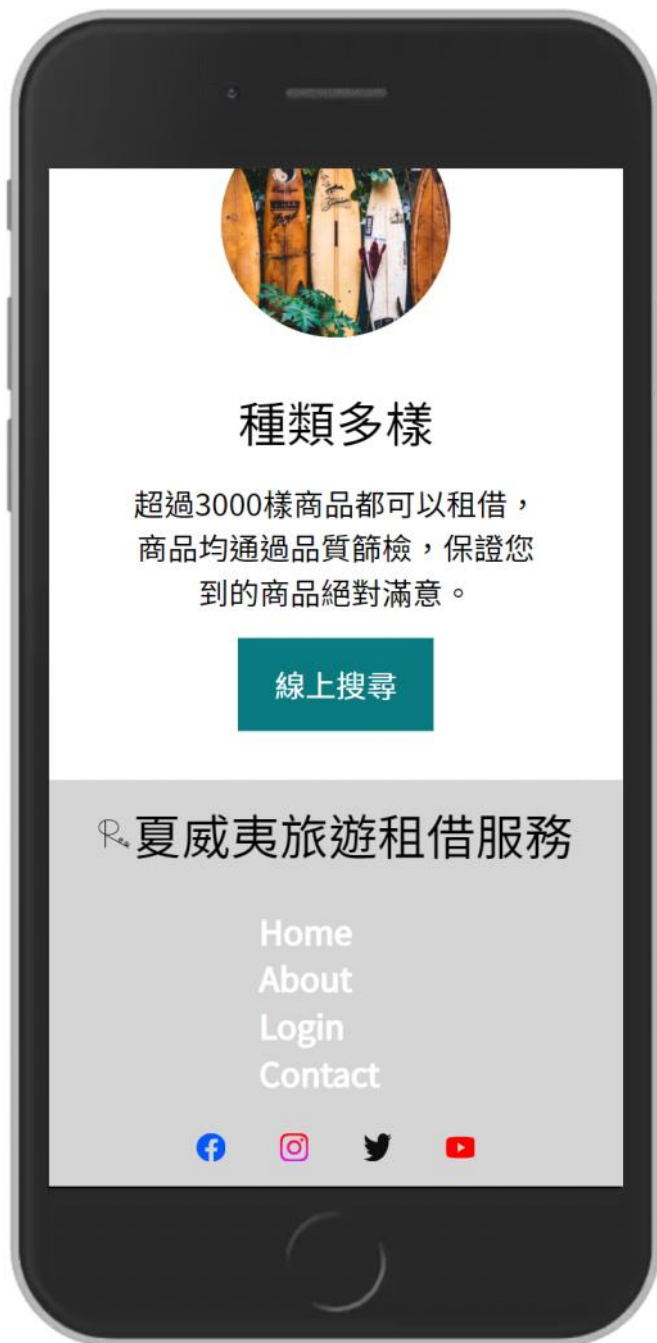 種類多樣
超過3000樣商品都可以租借，
商品均通過品質篩檢，保證您
到的商品絕對滿意。
線上搜尋
夏威夷旅遊租借服務
Home
About
Login
Contact